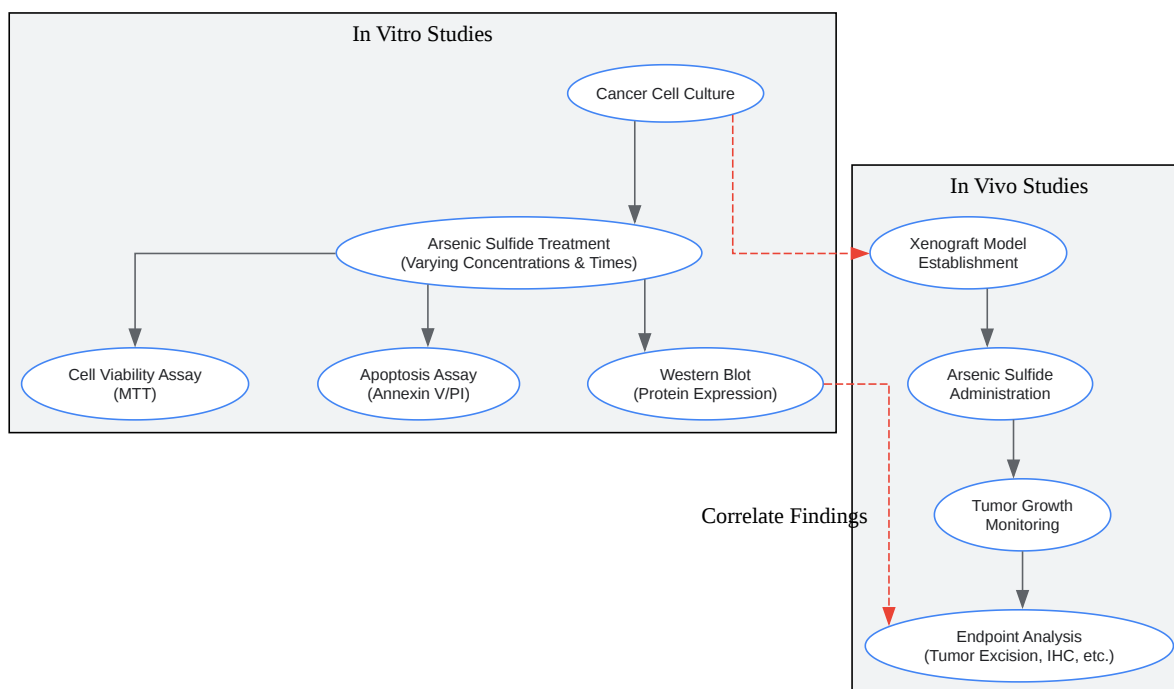 In Vitro Studies
Cancer Cell Culture
Arsenic Sulfide Treatment
(Varying Concentrations & Times)
Cell Viability Assay
(MTT)
Apoptosis Assay
(Annexin V/PI)
Western Blot
(Protein Expression)
Correlate Findings
In Vivo Studies
Xenograft Model
Establishment
Arsenic Sulfide
Administration
Tumor Growth
Monitoring
Endpoint Analysis
(Tumor Excision, IHC, etc.)